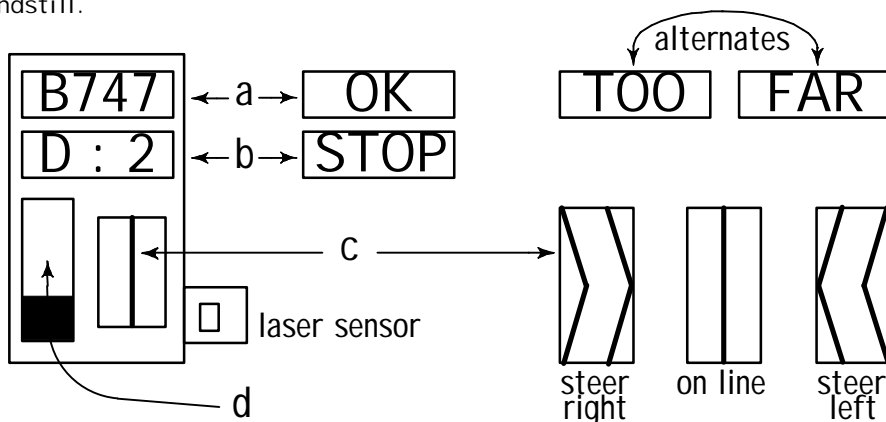 ndstill.
alternates
B747 a OK TOO FAR
D : 2 b STOP
c
laser sensor
d
steer right
on line
steer left